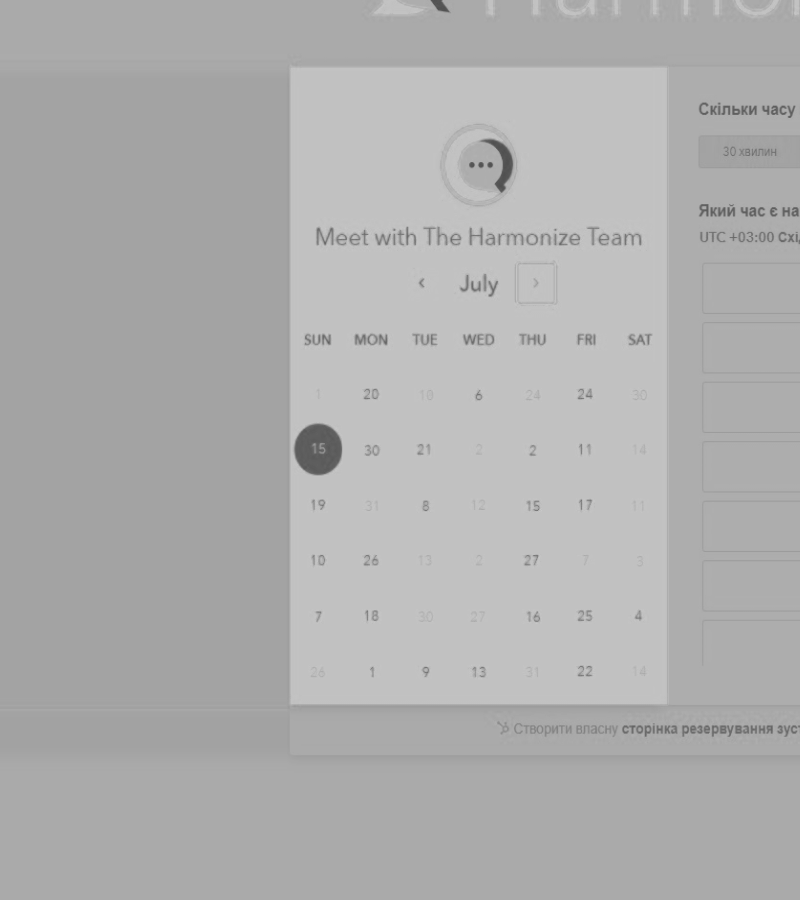 Harmon
Meet with The Harmonize Team
‹ July ›
SUN MON TUE WED THU FRI SAT
1 20 10 6 24 24 30
15 30 21 2 2 11 14
19 31 8 12 15 17 11
10 26 13 2 27 7 3
7 18 30 27 16 25 4
26 1 9 13 31 22 14
Скільки часу
30 хвилин
Який час є на
UTC +03:00 Схі
Створити власну сторінка резервування зуст